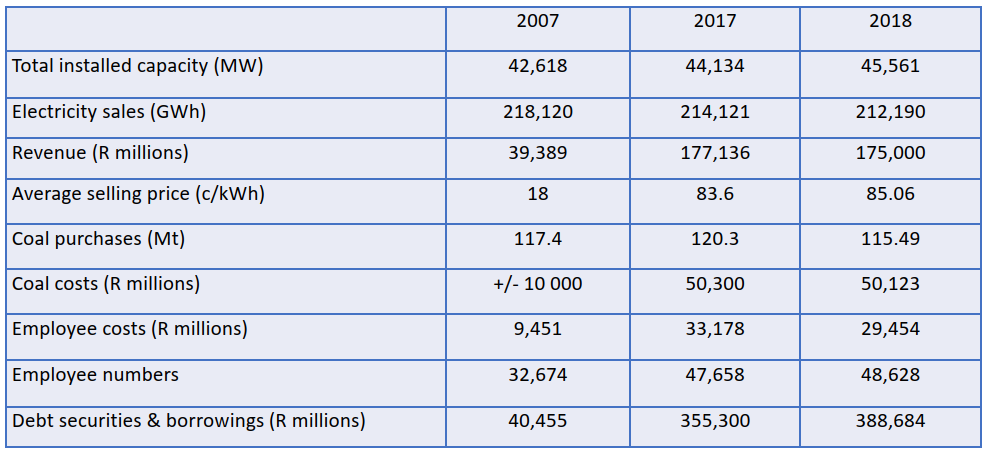 2007 2017 2018
Total installed capacity (MW) 42,618 44,134 45,561
Electricity sales (GWh) 218,120 214,121 212,190
Revenue (R millions) 39,389 177,136 175,000
Average selling price (c/kWh) 18 83.6 85.06
Coal purchases (Mt) 117.4 120.3 115.49
Coal costs (R millions) +/- 10 000 50,300 50,123
Employee costs (R millions) 9,451 33,178 29,454
Employee numbers 32,674 47,658 48,628
Debt securities & borrowings (R millions) 40,455 355,300 388,684